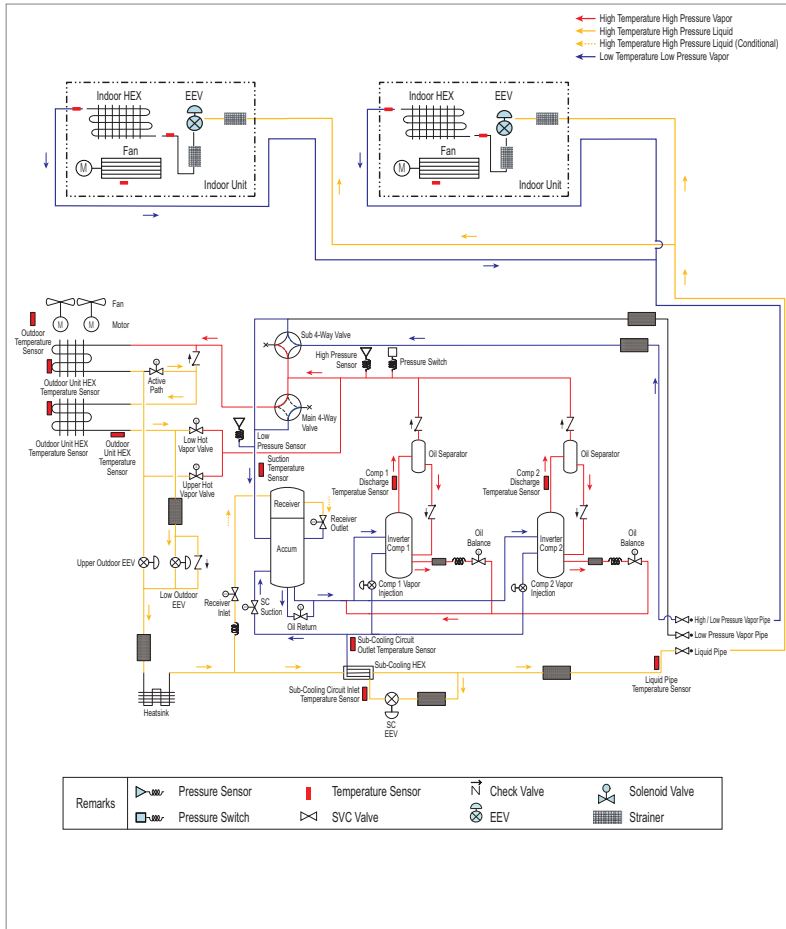 High Temperature High Pressure Vapor
High Temperature High Pressure Liquid
High Temperature High Pressure Liquid (Conditional)
Low Temperature Low Pressure Vapor
Indoor HEX
EEV
Fan
M
Indoor Unit
Indoor HEX
EEV
Fan
M
Indoor Unit
Fan
M
M
Motor
Outdoor
Temperature
Sensor
Outdoor Unit HEX
Temperature Sensor
Active
Path
Outdoor Unit HEX
Temperature Sensor
Outdoor
Unit HEX
Temperature
Sensor
Low Hot
Vapor Valve
Upper Hot
Vapor Valve
Sub 4-Way Valve
High Pressure
Sensor
Pressure Switch
Main 4-Way
Valve
Low
Pressure Sensor
Suction
Temperature
Sensor
Receiver
Accum
Receiver
Outlet
Comp 1
Discharge
Temperatue Sensor
Oil Separator
Inverter
Comp 1
Oil
Balance
Comp 1 Vapor
Injection
Comp 2
Discharge
Temperatue Sensor
Oil Separator
Inverter
Comp 2
Oil
Balance
Comp 2 Vapor
Injection
Upper Outdoor EEV
Low Outdoor
EEV
Receiver
Inlet
SC
Suction
Oil Return
High / Low Pressure Vapor Pipe
Low Pressure Vapor Pipe
Liquid Pipe
Sub-Cooling Circuit
Outlet Temperature Sensor
Sub-Cooling HEX
Sub-Cooling Circuit Inlet
Temperature Sensor
SC
EEV
Liquid Pipe
Temperature Sensor
Heatsink
Remarks
Pressure Sensor
Temperature Sensor
Check Valve
Solenoid Valve
Pressure Switch
SVC Valve
EEV
Strainer